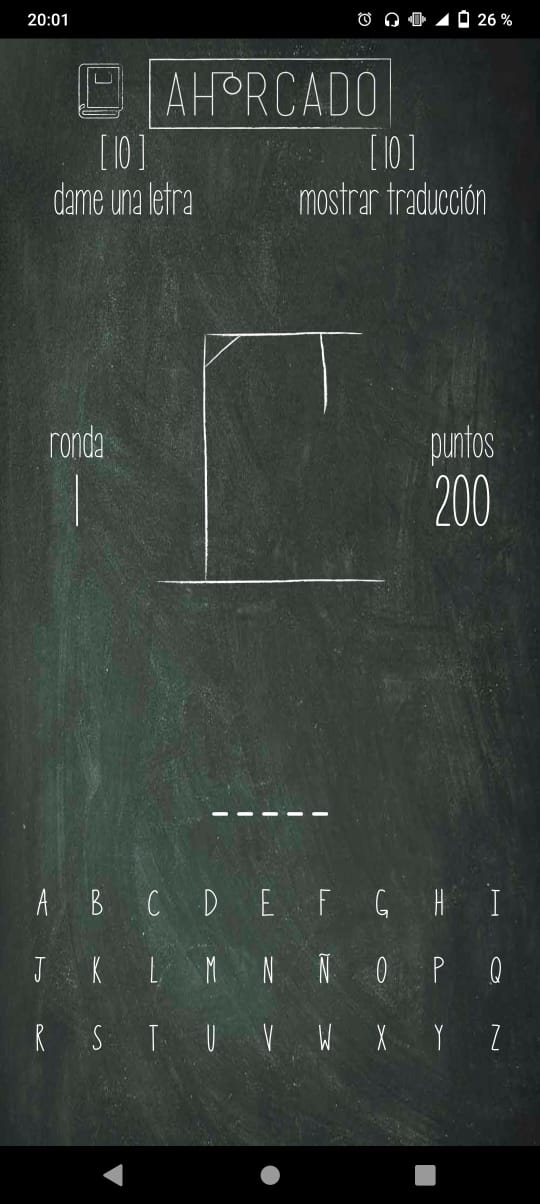 20:01
26 %
AHORCADO
[ 10 ]
[ 10 ]
dame una letra
mostrar traducción
ronda
1
puntos
200
_ _ _ _ _
A B C D E F G H I
J K L M N Ñ O P Q
R S T U V W X Y Z